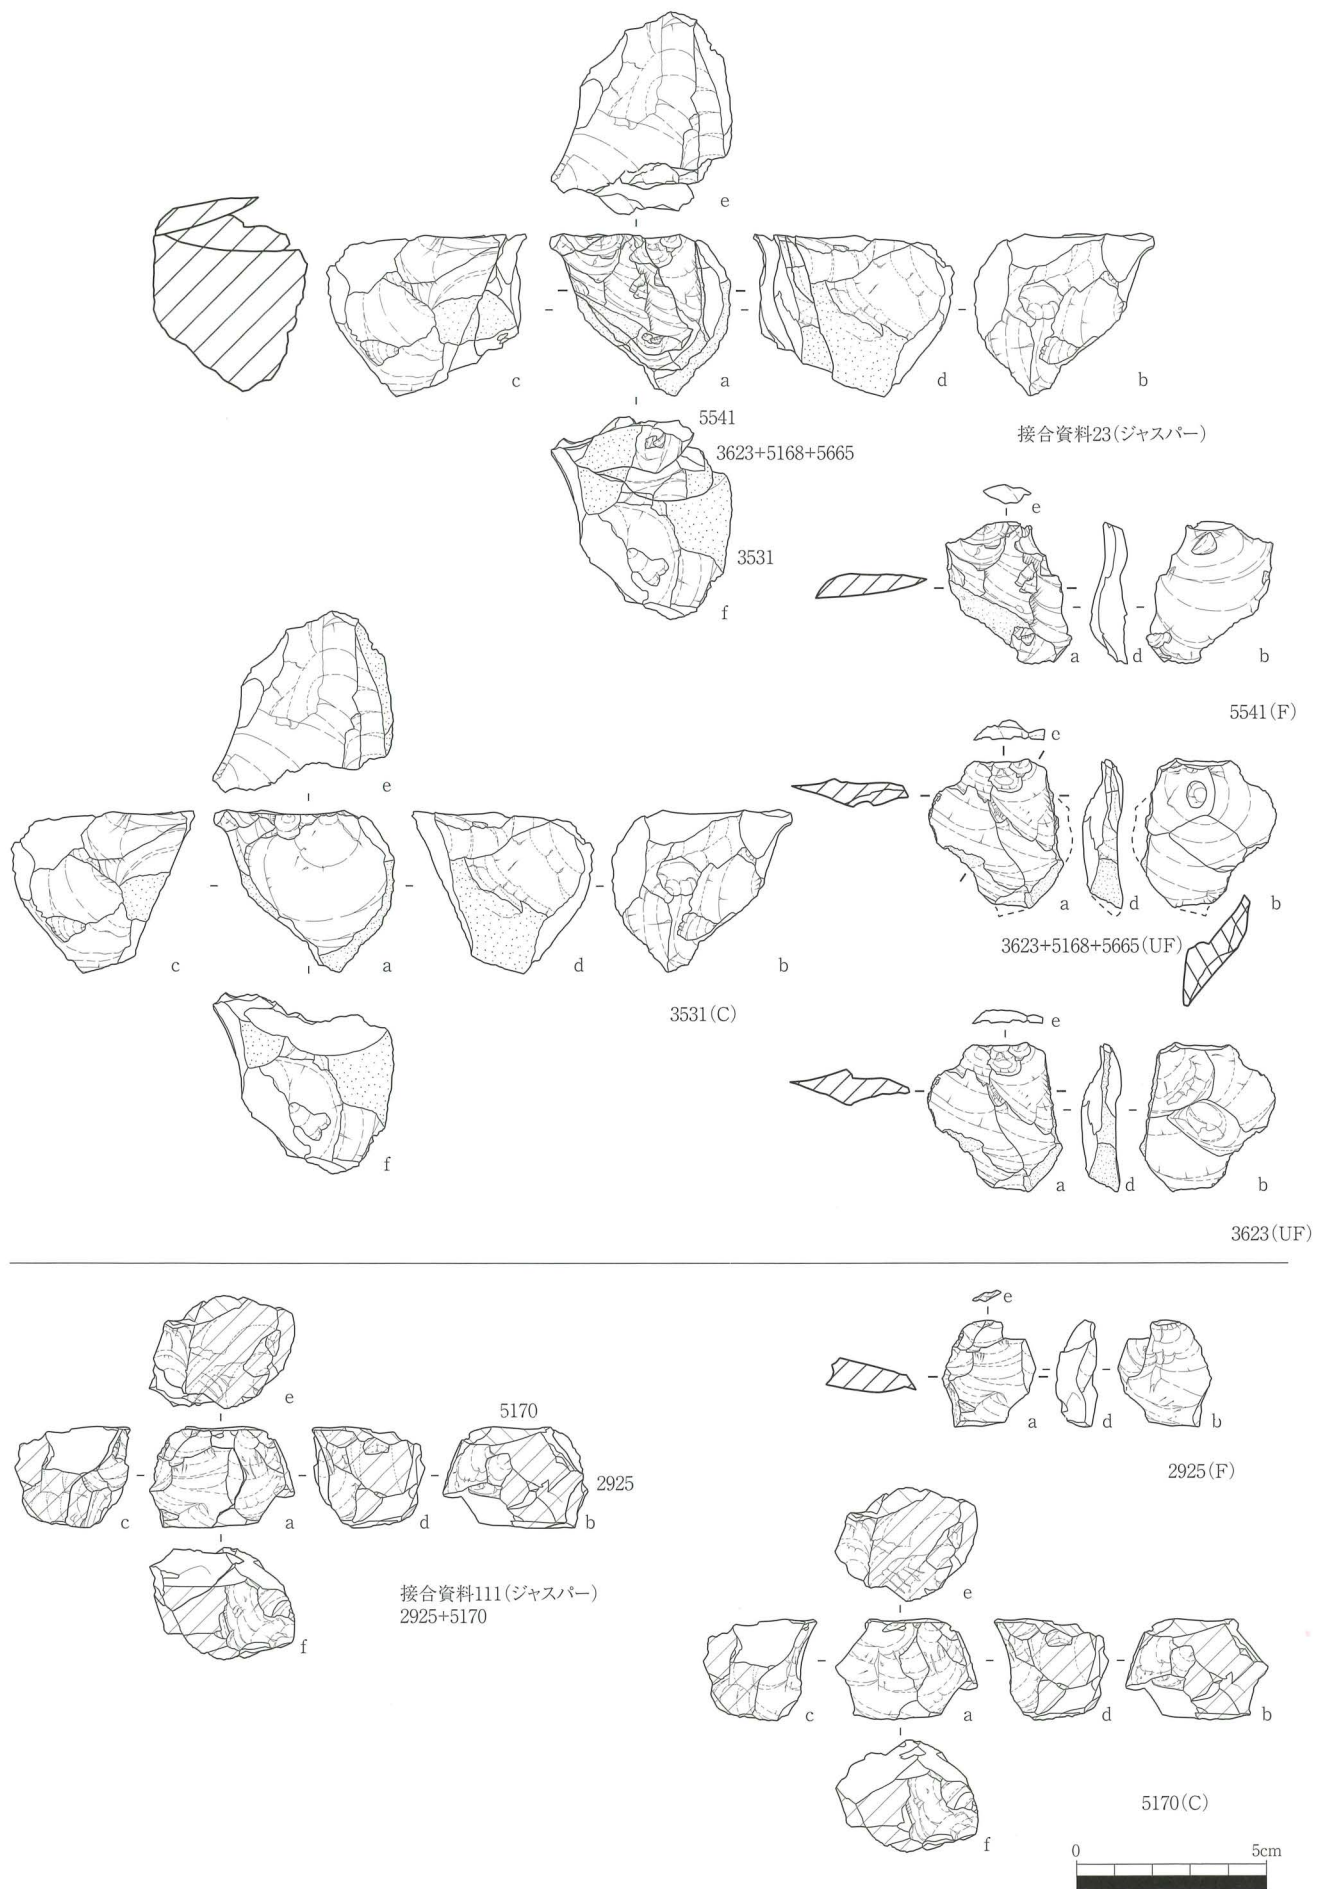 e
c
a
d
b
5541
3623+5168+5665
3531
f
接合資料23(ジャスパー)
e
a
d
b
5541(F)
c
a
d
b
3623+5168+5665(UF)
e
a
d
b
3623(UF)
e
c
a
d
b
3531(C)
f
e
5170
2925
c
a
d
b
接合資料111(ジャスパー)
2925+5170
f
e
a
d
b
2925(F)
e
c
a
d
b
5170(C)
f
0 5cm